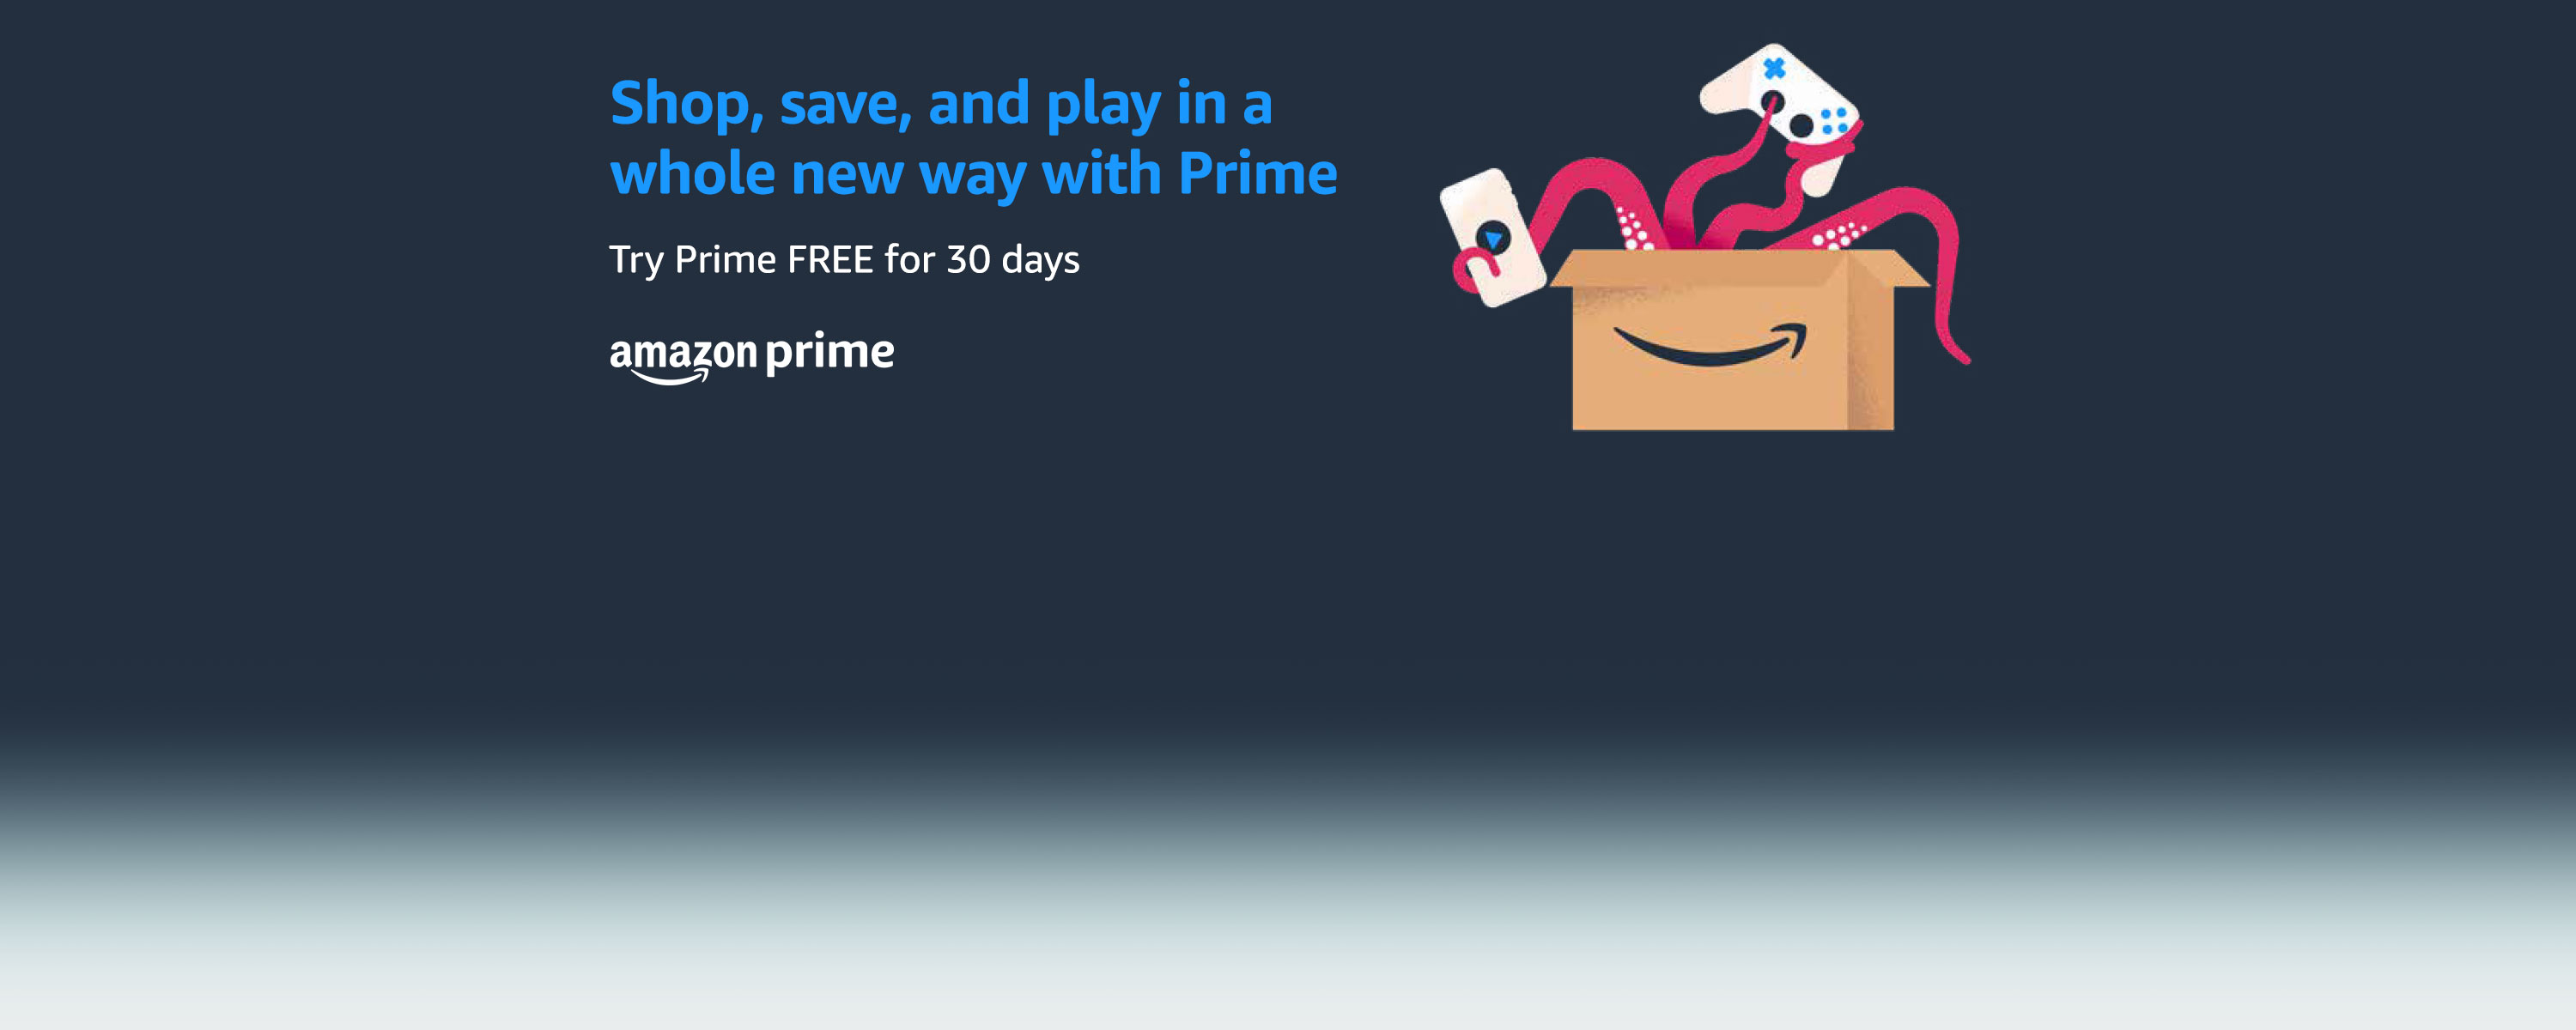 Shop, save, and play in a
whole new way with Prime
Try Prime FREE for 30 days
amazon prime